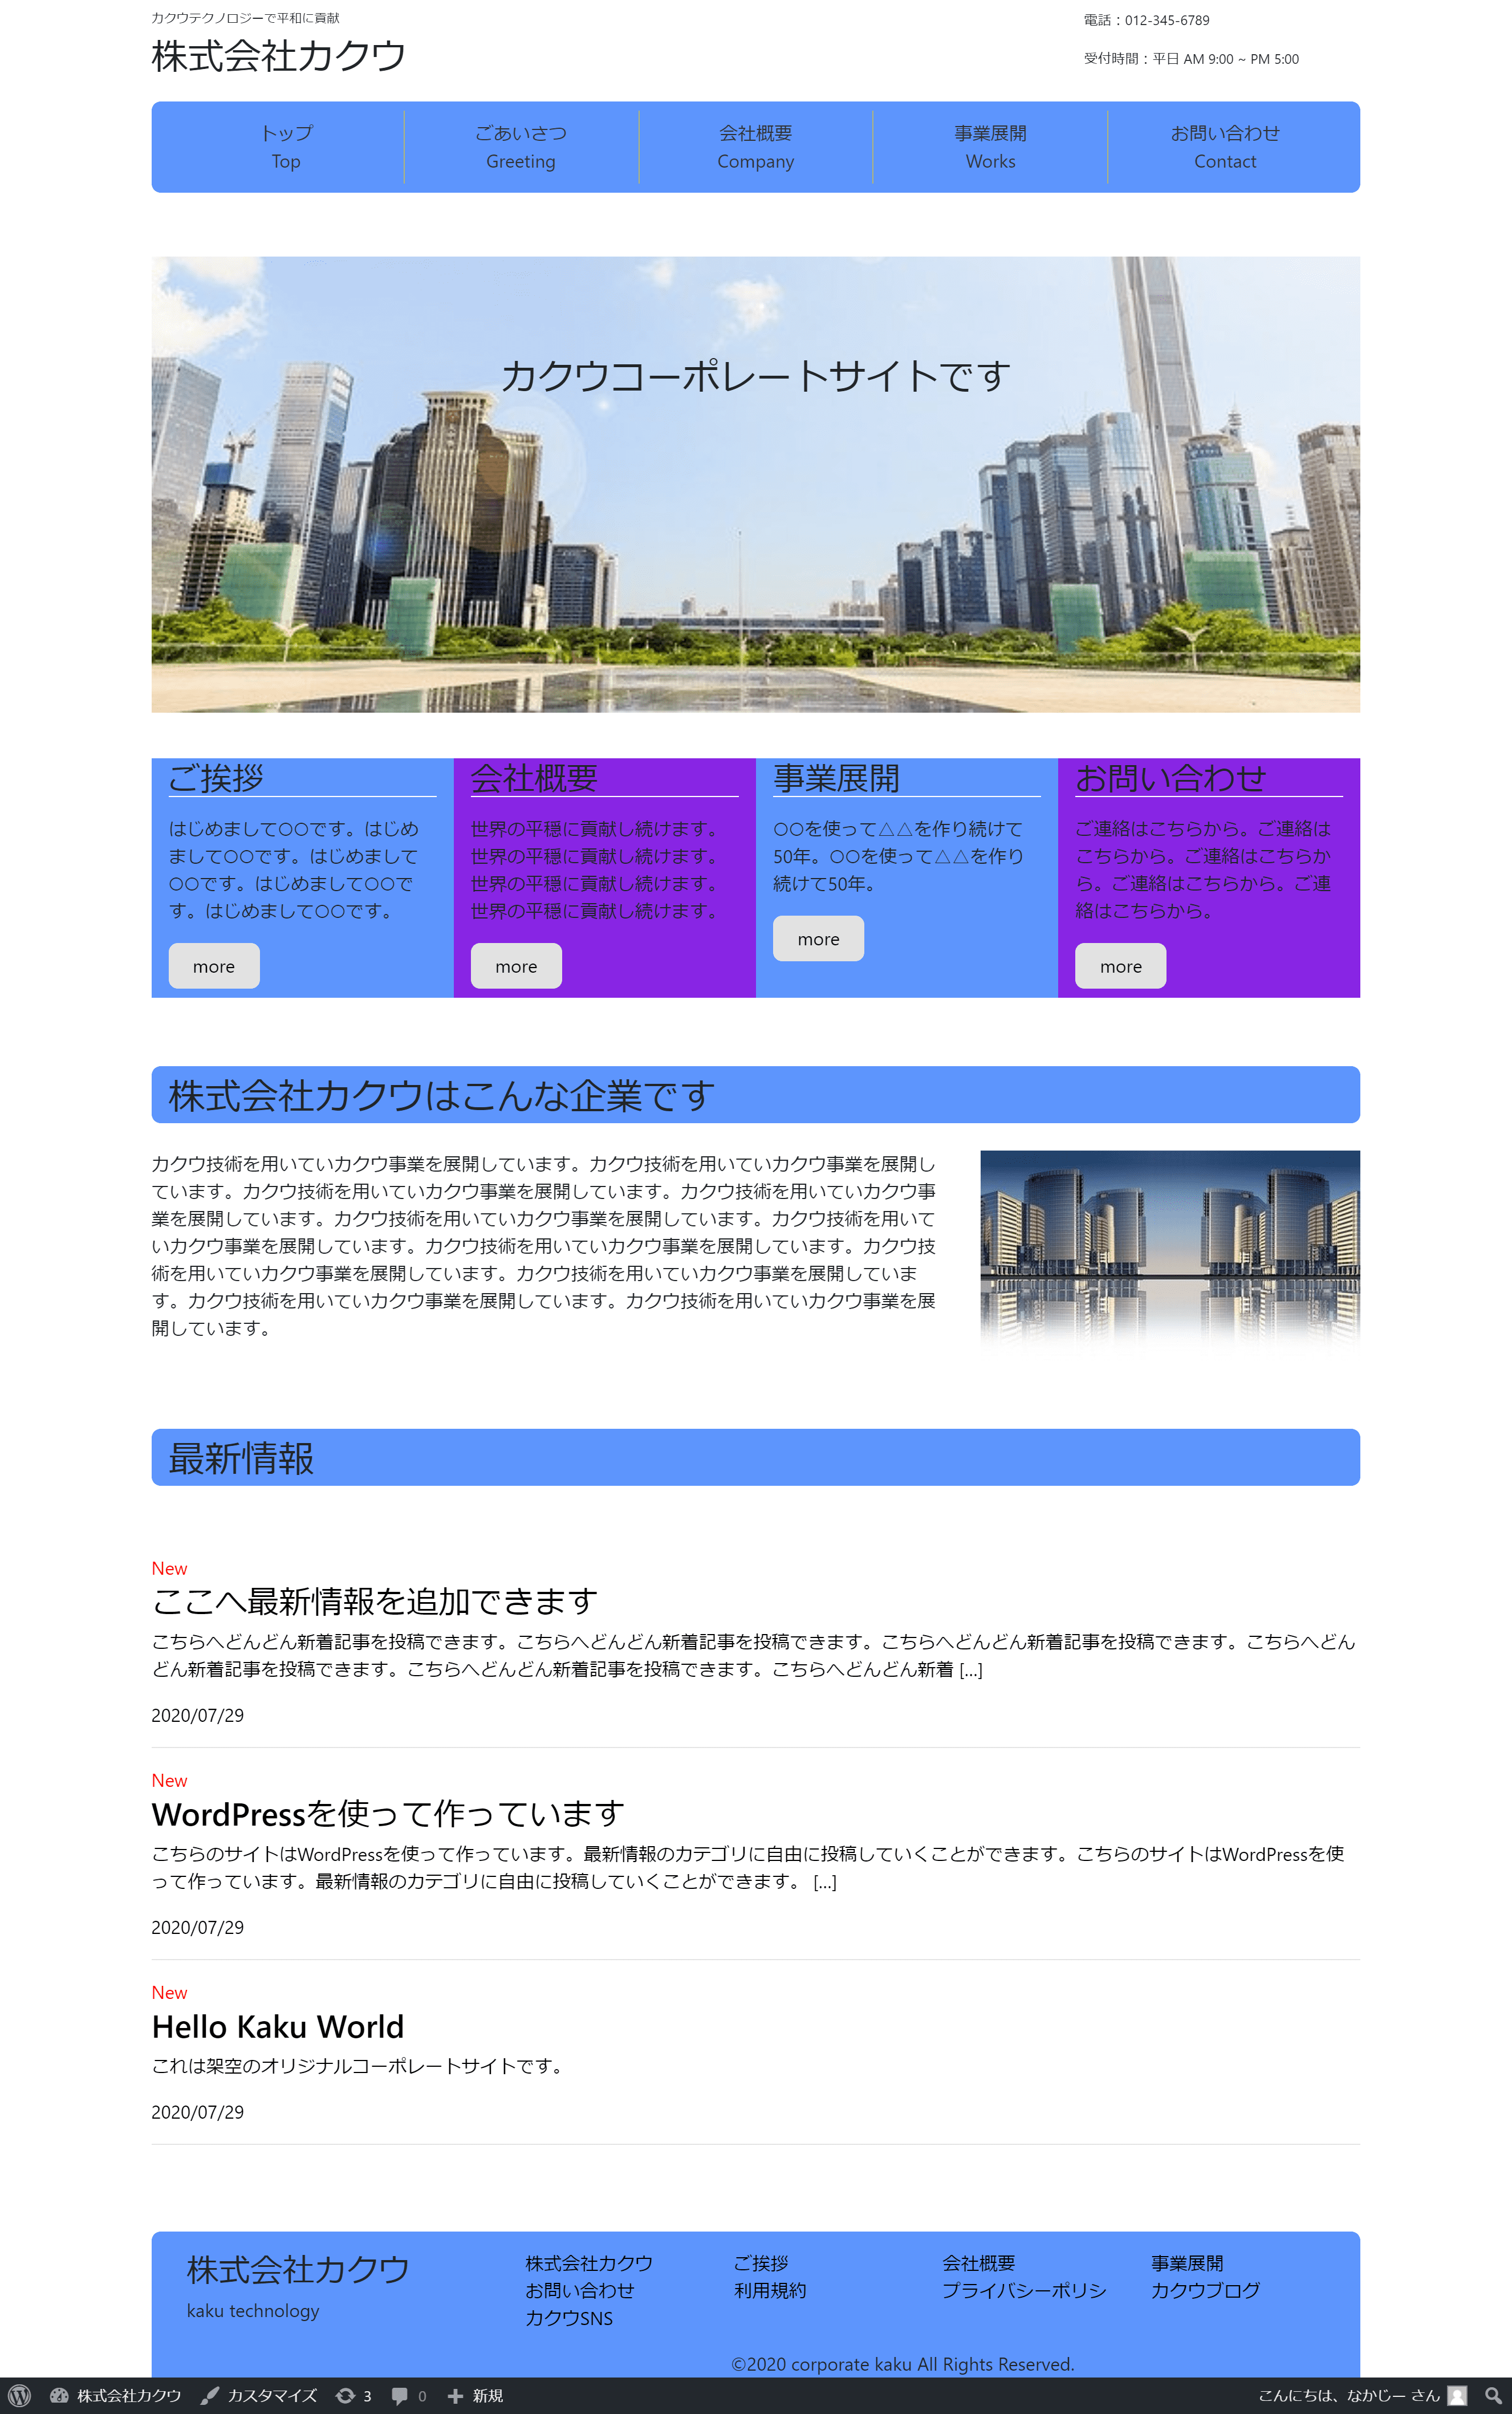 カクウテクノロジーで平和に貢献
株式会社カクウ
電話：012-345-6789
受付時間：平日 AM 9:00 ~ PM 5:00
トップ
Top
ごあいさつ
Greeting
会社概要
Company
事業展開
Works
お問い合わせ
Contact
カクウコーポレートサイトです
ご挨拶
はじめまして○○です。はじめ
まして○○です。はじめまして
○○です。はじめまして○○で
す。はじめまして○○です。
more
会社概要
世界の平穏に貢献し続けます。
世界の平穏に貢献し続けます。
世界の平穏に貢献し続けます。
世界の平穏に貢献し続けます。
more
事業展開
○○を使って△△を作り続けて
50年。○○を使って△△を作り
続けて50年。
more
お問い合わせ
ご連絡はこちらから。ご連絡は
こちらから。ご連絡はこちらか
ら。ご連絡はこちらから。ご連
絡はこちらから。
more
株式会社カクウはこんな企業です
カクウ技術を用いていカクウ事業を展開しています。カクウ技術を用いていカクウ事業を展開し
ています。カクウ技術を用いていカクウ事業を展開しています。カクウ技術を用いていカクウ事
業を展開しています。カクウ技術を用いていカクウ事業を展開しています。カクウ技術を用いて
いカクウ事業を展開しています。カクウ技術を用いていカクウ事業を展開しています。カクウ技
術を用いていカクウ事業を展開しています。カクウ技術を用いていカクウ事業を展開していま
す。カクウ技術を用いていカクウ事業を展開しています。カクウ技術を用いていカクウ事業を展
開しています。
最新情報
New
ここへ最新情報を追加できます
こちらへどんどん新着記事を投稿できます。こちらへどんどん新着記事を投稿できます。こちらへどんどん新着記事を投稿できます。こちらへどん
どん新着記事を投稿できます。こちらへどんどん新着記事を投稿できます。こちらへどんどん新着 [...]
2020/07/29
New
WordPressを使って作っています
こちらのサイトはWordPressを使って作っています。最新情報のカテゴリに自由に投稿していくことができます。こちらのサイトはWordPressを使
って作っています。最新情報のカテゴリに自由に投稿していくことができます。 [...]
2020/07/29
New
Hello Kaku World
これは架空のオリジナルコーポレートサイトです。
2020/07/29
株式会社カクウ
kaku technology
株式会社カクウ
ご挨拶
会社概要
事業展開
お問い合わせ
利用規約
プライバシーポリシ
カクウブログ
カクウSNS
©2020 corporate kaku All Rights Reserved.
株式会社カクウ
カスタマイズ
3
0
新規
こんにちは、なかじー さん